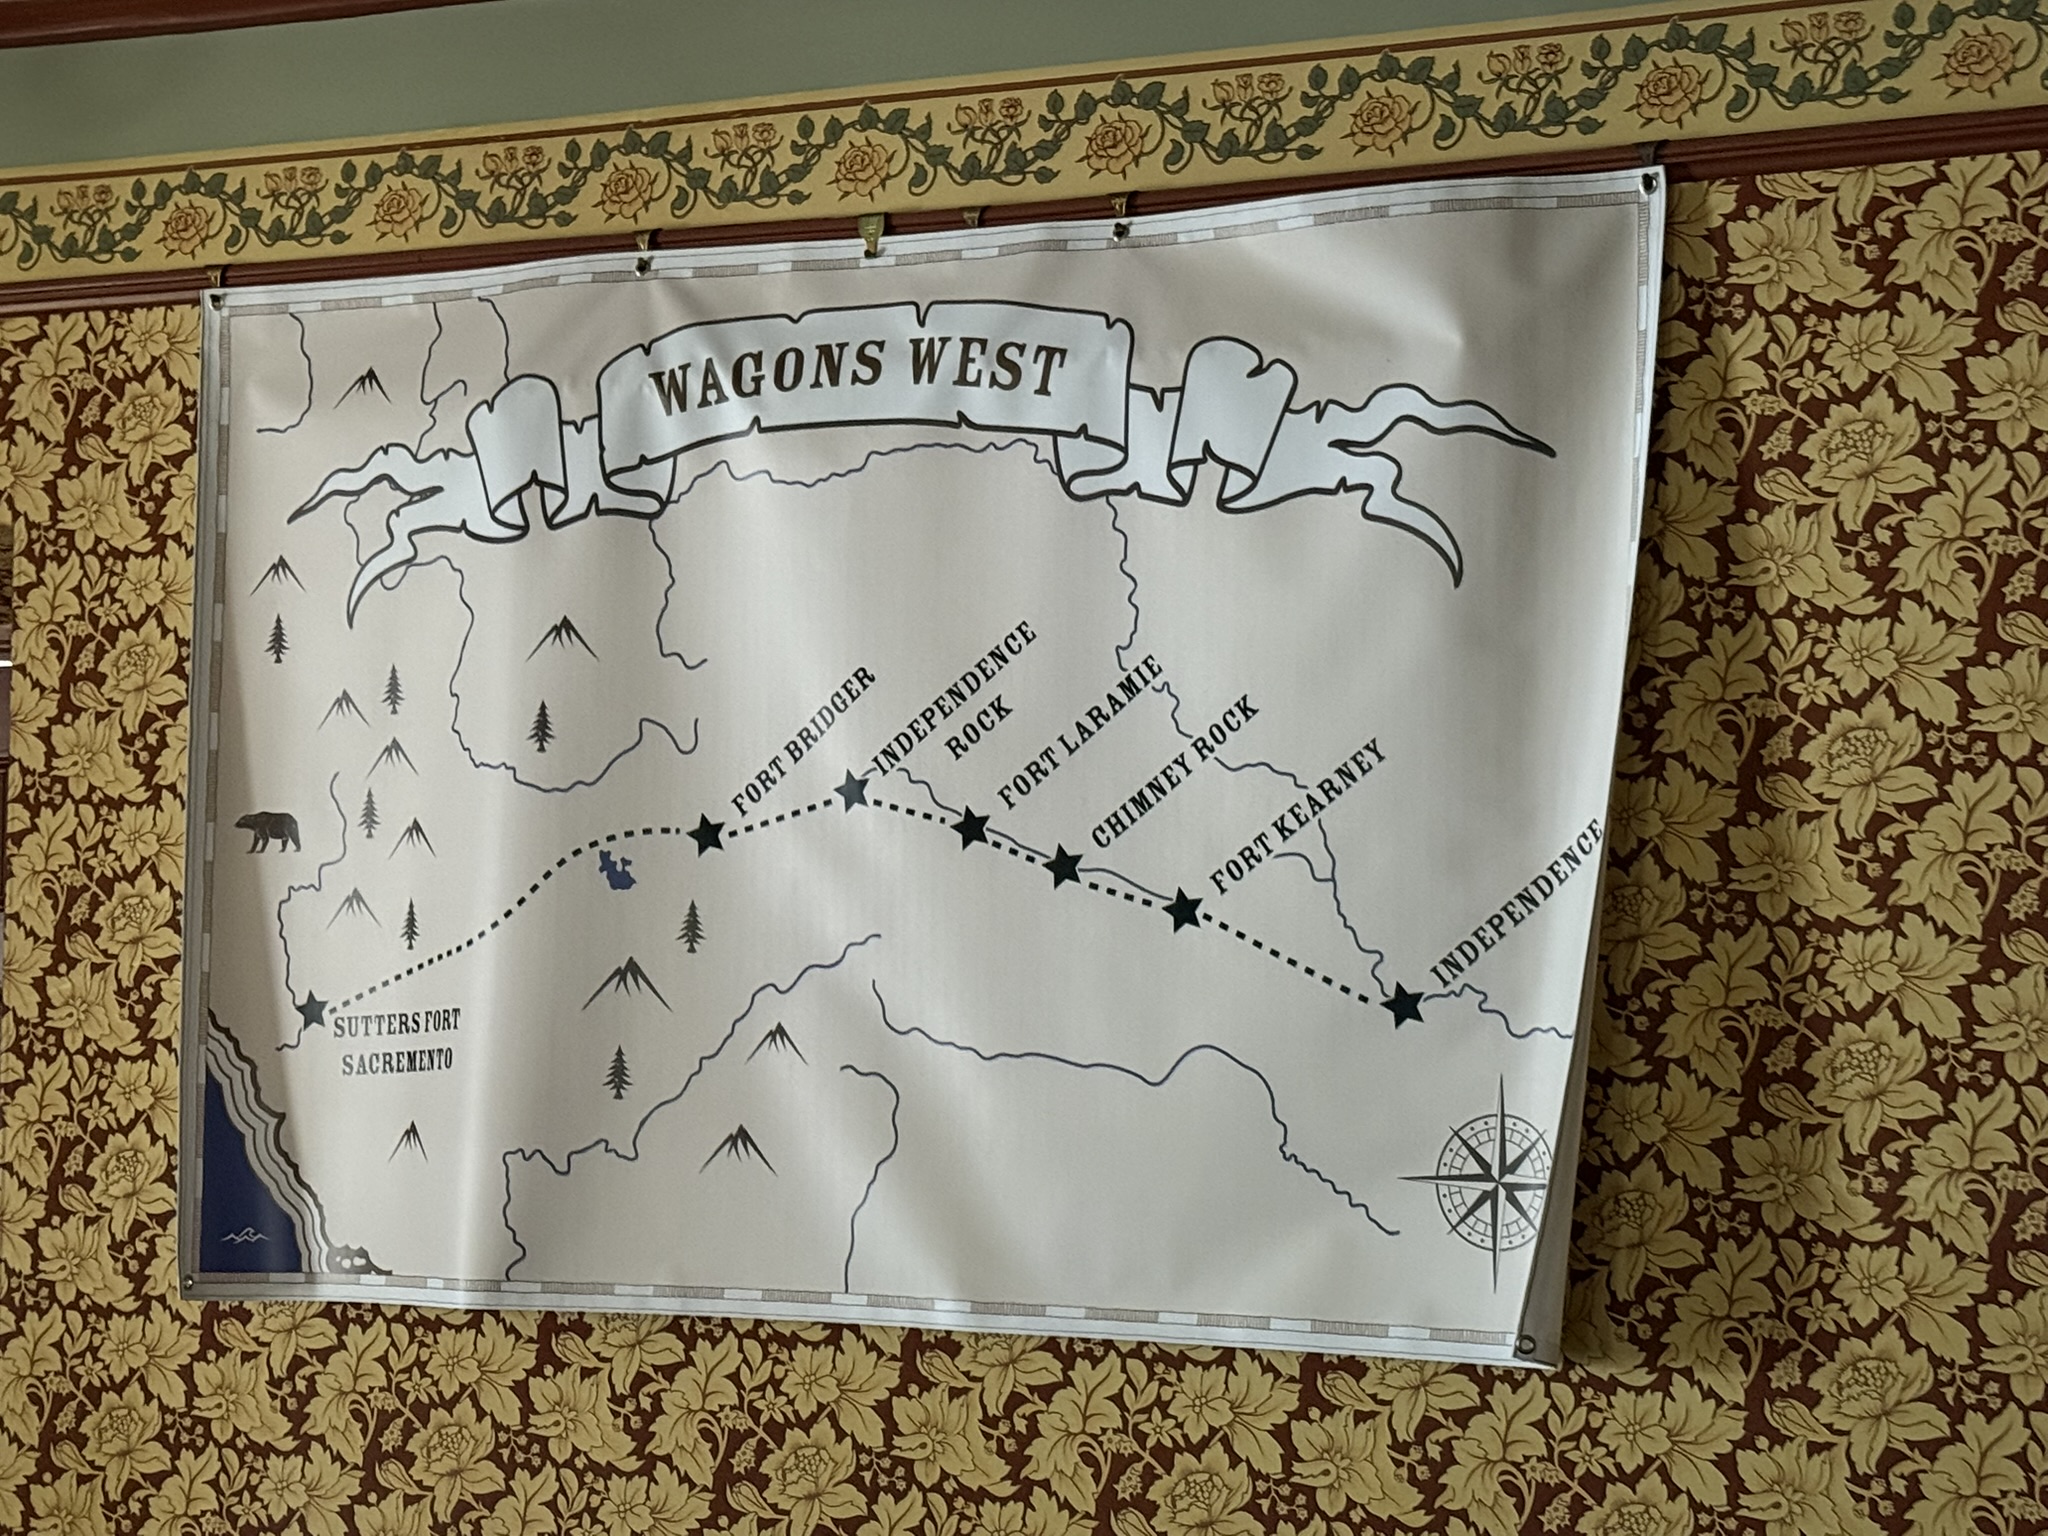 WAGONS WEST
FORT BRIDGER
INDEPENDENCE
ROCK
FORT LARAMIE
CHIMNEY ROCK
FORT KEARNEY
INDEPENDENCE
SUTTERS FORT
SACREMENTO